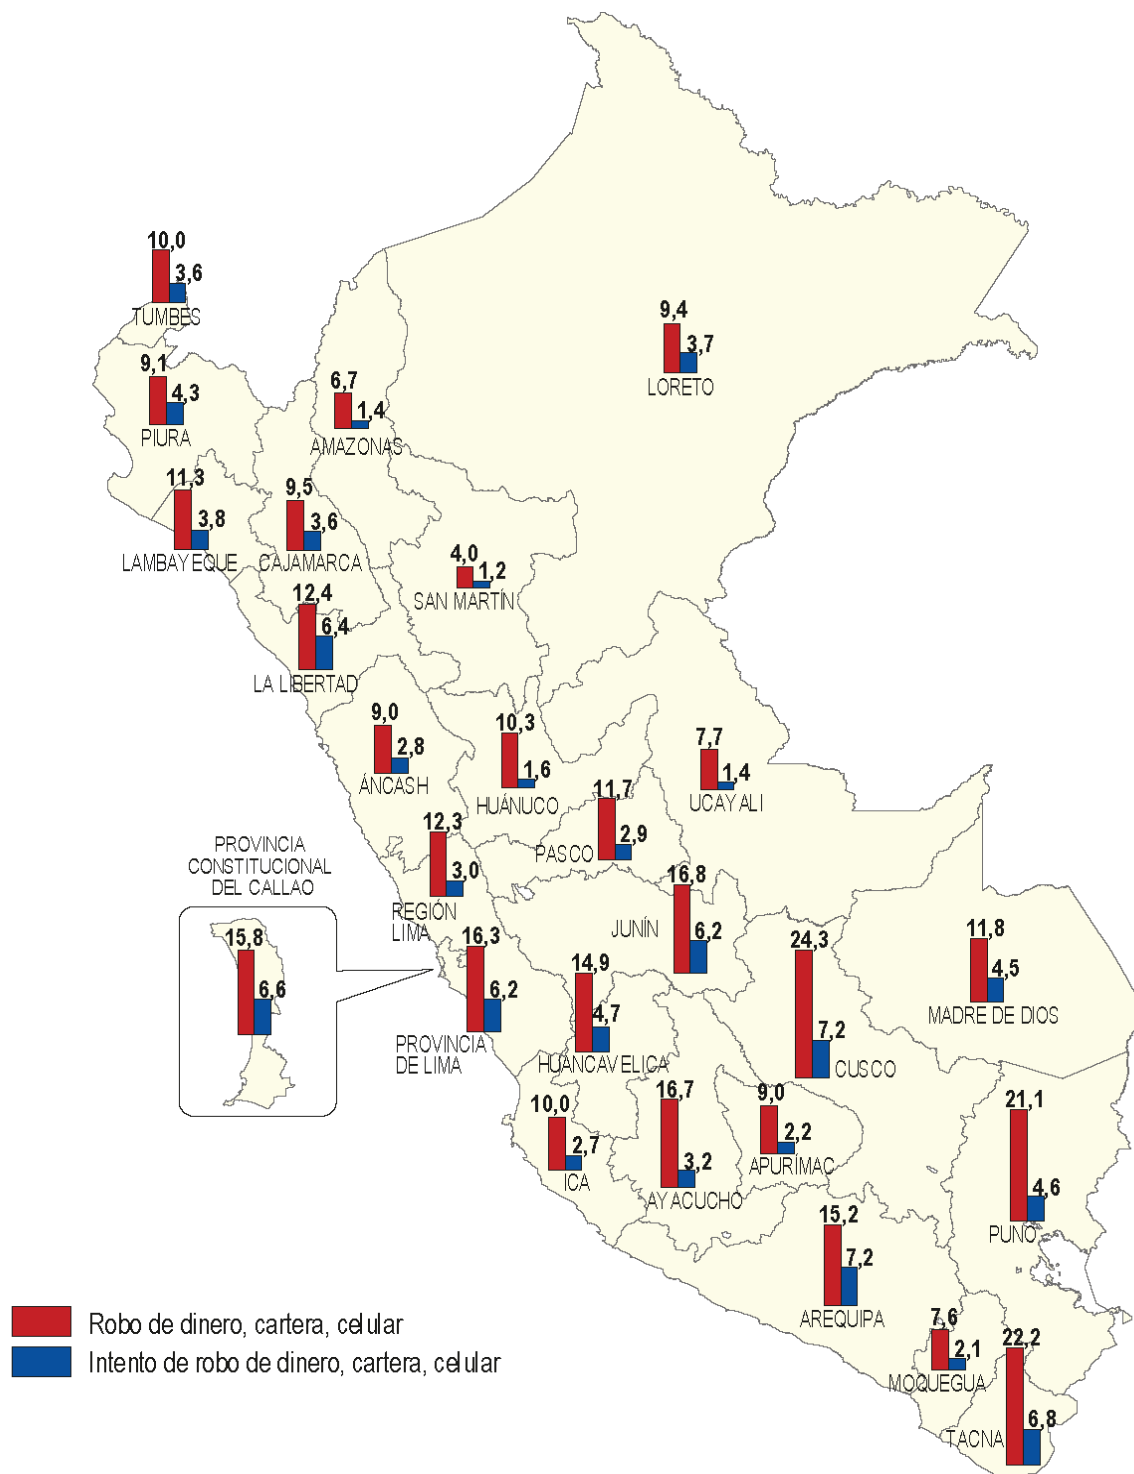 10,0
3,6
TUMBES
9,4
3,7
LORETO
9,1
4,3
PIURA
6,7
1,4
AMAZONAS
11,3
3,8
LAMBAYEQUE
9,5
3,6
CAJAMARCA
4,0
1,2
SAN MARTÍN
12,4
6,4
LA LIBERTAD
9,0
2,8
ÁNCASH
10,3
1,6
HUÁNUCO
7,7
1,4
UCAYALI
11,7
2,9
PASCO
12,3
3,0
REGIÓN
LIMA
PROVINCIA
CONSTITUCIONAL
DEL CALLAO
15,8
6,6
16,3
6,2
PROVINCIA
DE LIMA
16,8
6,2
JUNÍN
14,9
4,7
HUANCAVELICA
24,3
7,2
CUSCO
11,8
4,5
MADRE DE DIOS
10,0
2,7
ICA
16,7
3,2
AYACUCHO
9,0
2,2
APURÍMAC
21,1
4,6
PUNO
15,2
7,2
AREQUIPA
7,6
2,1
MOQUEGUA
22,2
6,8
TACNA
Robo de dinero, cartera, celular
Intento de robo de dinero, cartera, celular